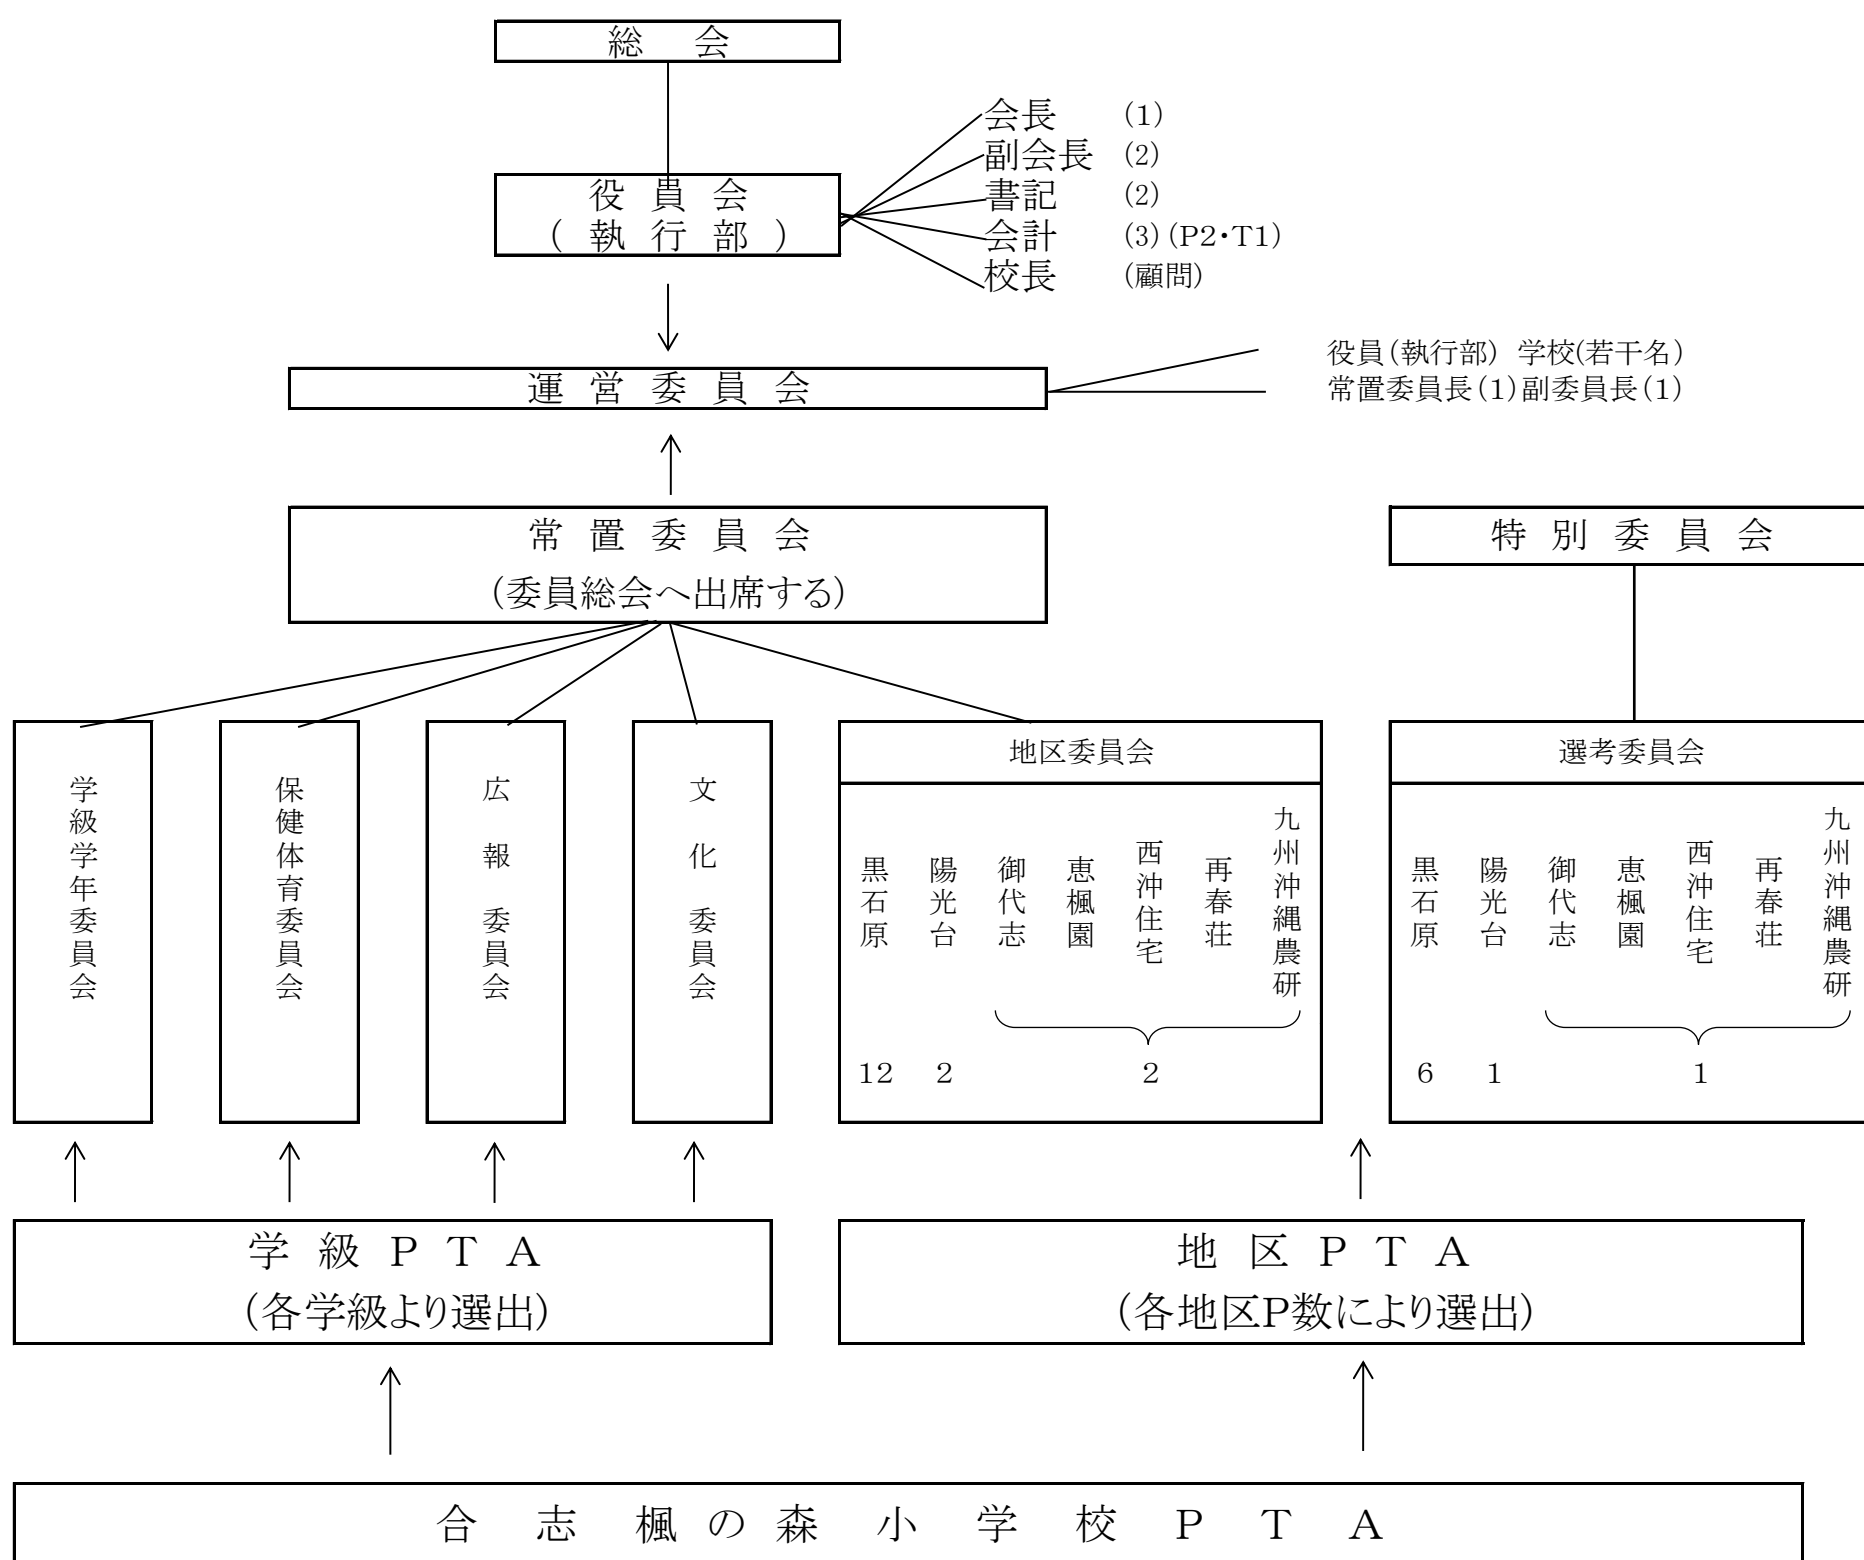 総　会
会長　(1)
副会長　(2)
書記　(2)
会計　(3)(P2・T1)
校長　(顧問)
役員会
(執行部)
役員(執行部) 学校(若干名)
常置委員長(1)副委員長(1)
運営委員会
常置委員会
(委員総会へ出席する)
特別委員会
学級学年委員会
保健体育委員会
広報委員会
文化委員会
地区委員会
黒石原
陽光台
御代志
恵楓園
西沖住宅
再春荘
九州沖縄農研
12　2　2
選考委員会
黒石原
陽光台
御代志
恵楓園
西沖住宅
再春荘
九州沖縄農研
6　1　1
学級PTA
(各学級より選出)
地区PTA
(各地区P数により選出)
合志楓の森小学校PTA